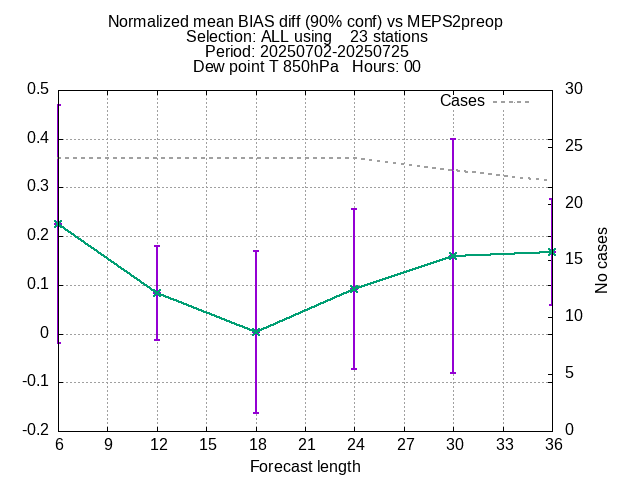 Normalized mean BIAS diff (90% conf) vs MEPS2preop
Selection: ALL using    23 stations
Period: 20250702-20250725
Dew point T 850hPa   Hours: 00
Cases
0.5
0.4
0.3
0.2
0.1
0
-0.1
-0.2
30
25
20
15
10
5
0
No cases
6 9 12 15 18 21 24 27 30 33 36
Forecast length